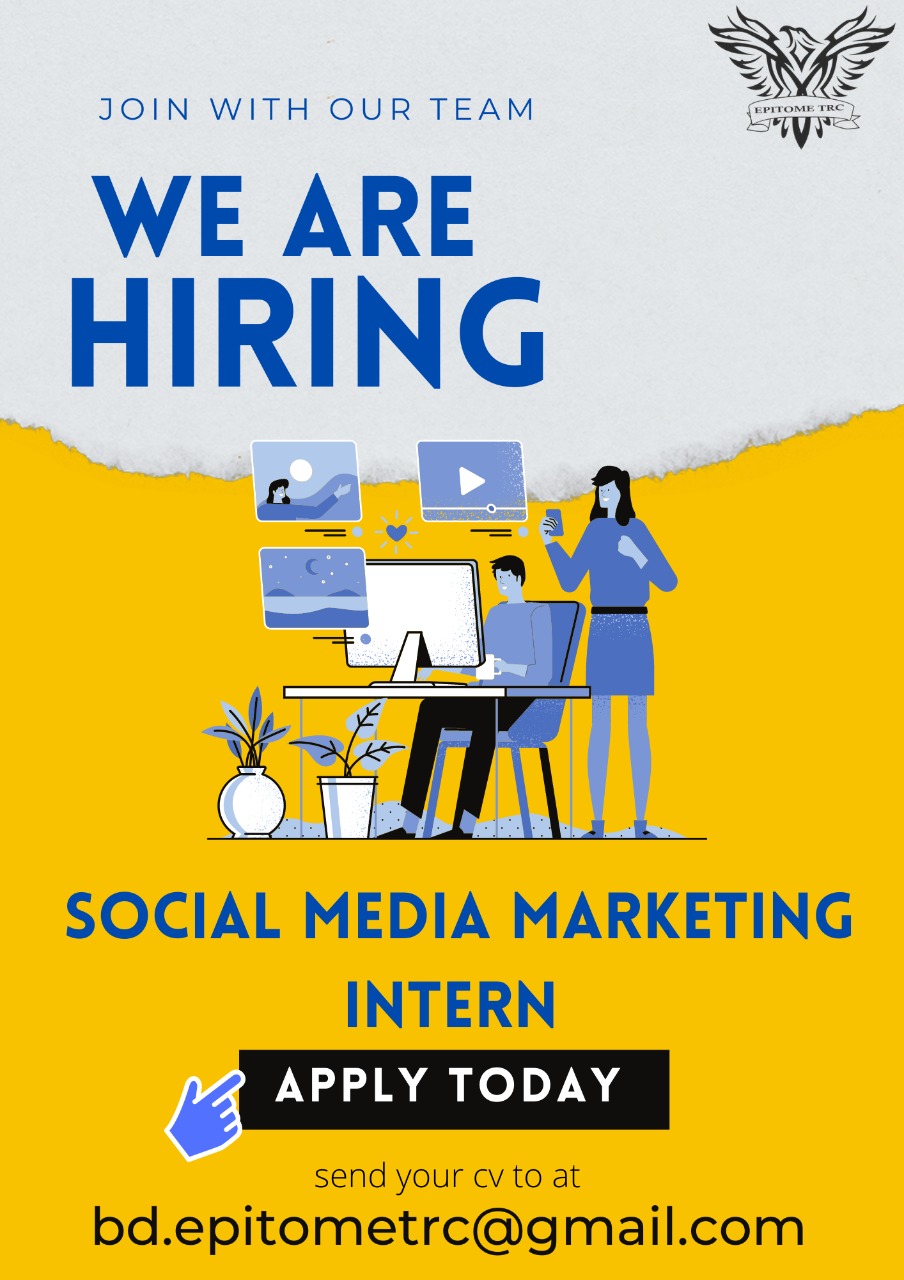 EPITOME TRC
JOIN WITH OUR TEAM
WE ARE
HIRING
SOCIAL MEDIA MARKETING
INTERN
APPLY TODAY
send your cv to at
bd.epitometrc@gmail.com